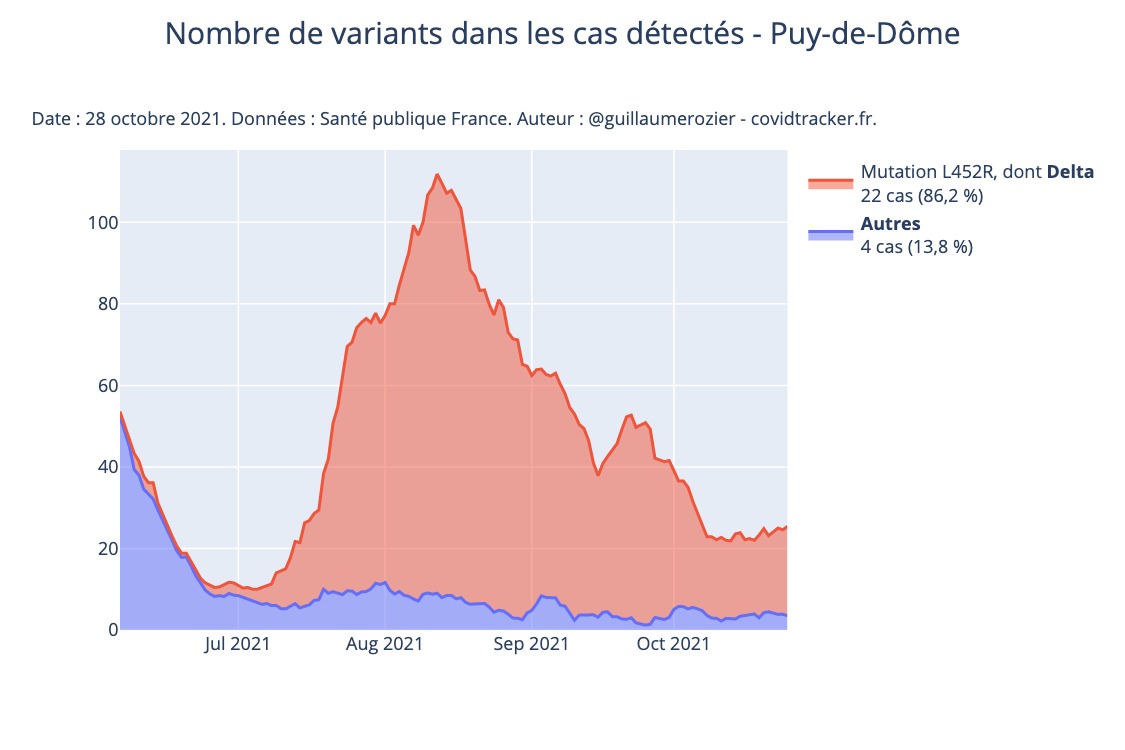 Nombre de variants dans les cas détectés - Puy-de-Dôme
Date : 28 octobre 2021. Données : Santé publique France. Auteur : @guillaumerozier - covidtracker.fr.
Mutation L452R, dont Delta
22 cas (86,2 %)
Autres
4 cas (13,8 %)
100
80
60
40
20
0
Jul 2021
Aug 2021
Sep 2021
Oct 2021